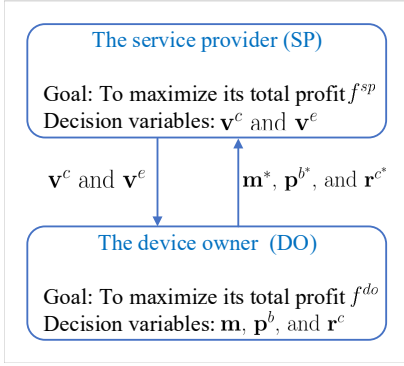 The service provider (SP)
Goal: To maximize its total profit f^{sp}
Decision variables: v^c and v^e
v^c and v^e
m^*, p^{b^*}, and r^{c^*}
The device owner (DO)
Goal: To maximize its total profit f^{do}
Decision variables: m, p^b, and r^c